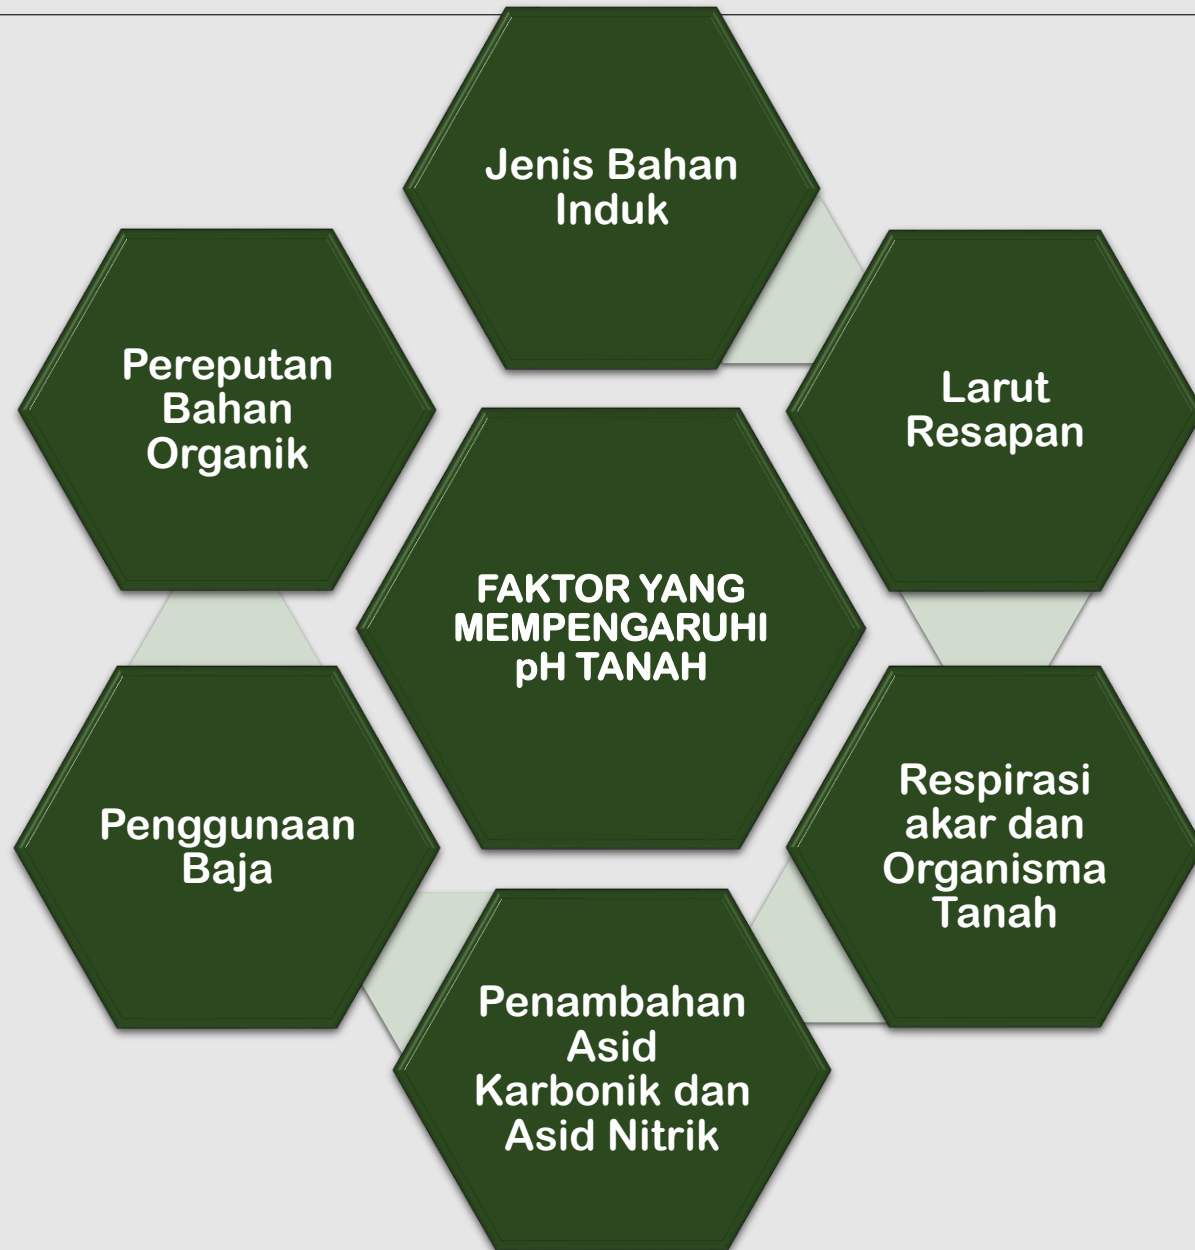 Jenis Bahan
Induk
Larut
Resapan
Respirasi
akar dan
Organisma
Tanah
Penambahan
Asid
Karbonik dan
Asid Nitrik
Penggunaan
Baja
Pereputan
Bahan
Organik
FAKTOR YANG
MEMPENGARUHI
pH TANAH